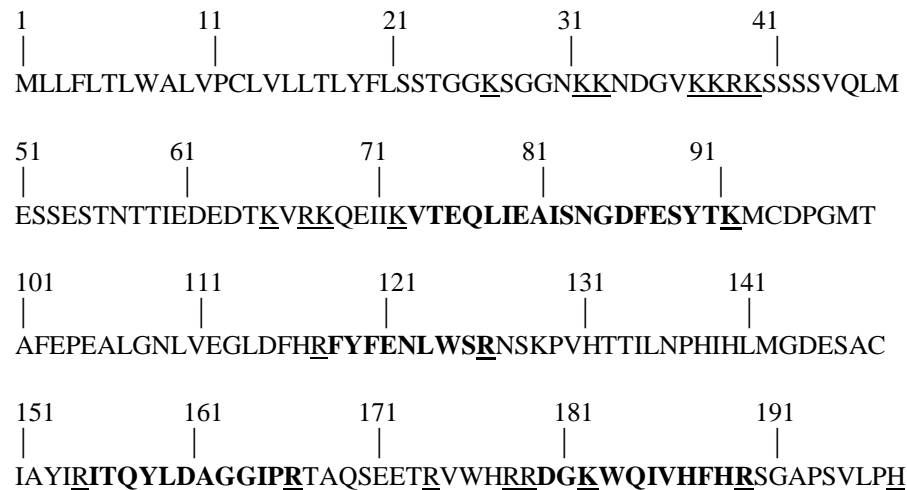 1 11 21 31 41
| | | | |
MLLFLTLWALVPCLVLLTLYFLSSTGGKSGGNKKNDGVKKRKSSSSVQLM
51 61 71 81 91
| | | | |
ESSESTNTTIEDEDTKVRKQEIIKVTEQLIEAISNGDFESYTKMCDPGMT
101 111 121 131 141
| | | | |
AFEPEALGNLVEGLDFHRFYFENLWSRNSKPVHTTILNPHIHLMGDESAC
151 161 171 181 191
| | | | |
IAYIRITQYLDAGGIPRTAQSEETRVWHRRDGKWQIVHFHRSGAPSVLPH